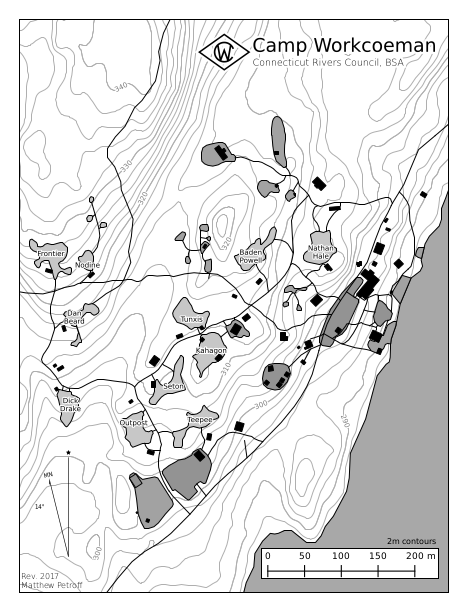 Camp Workcoeman
Connecticut Rivers Council, BSA
340
330
320
320
Frontier
Nodine
Baden
Powell
Nathan
Hale
Dan
Beard
Tunxis
Kahagon
310
Seton
Dick
Drake
300
290
Outpost
Teepee
MN
14°
300
2m contours
0 50 100 150 200 m
Rev. 2017
Matthew Petroff